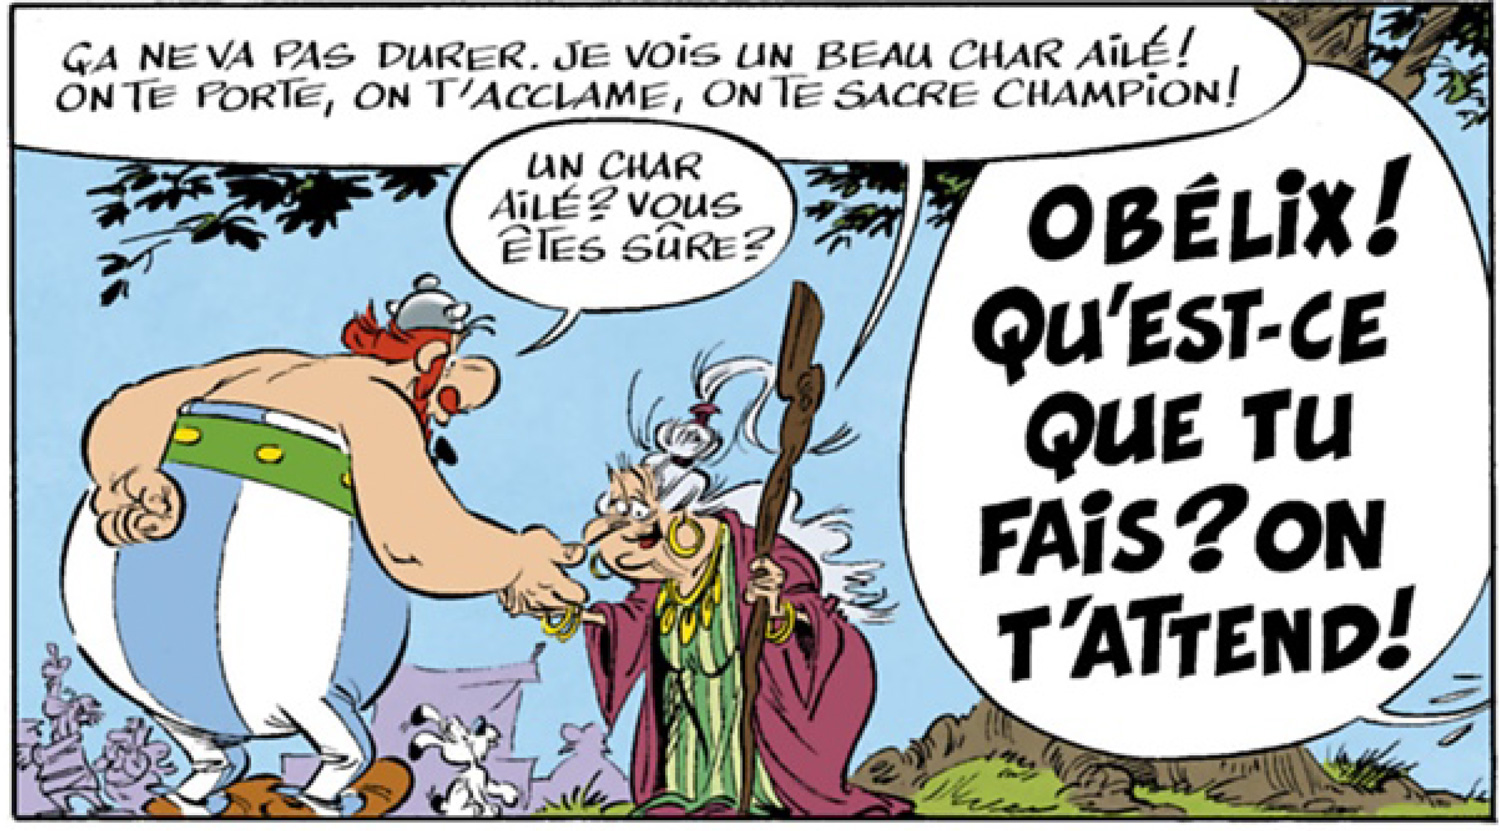 ÇA NE VA PAS DURER. JE VOIS UN BEAU CHAR AILÉ!
ON TE PORTE, ON T'ACCLAME, ON TE SACRE CHAMPION!
UN CHAR
AILÉ? VOUS
ÊTES SÛRE?
OBÉLIX!
QU'EST-CE
QUE TU
FAIS? ON
T'ATTEND!